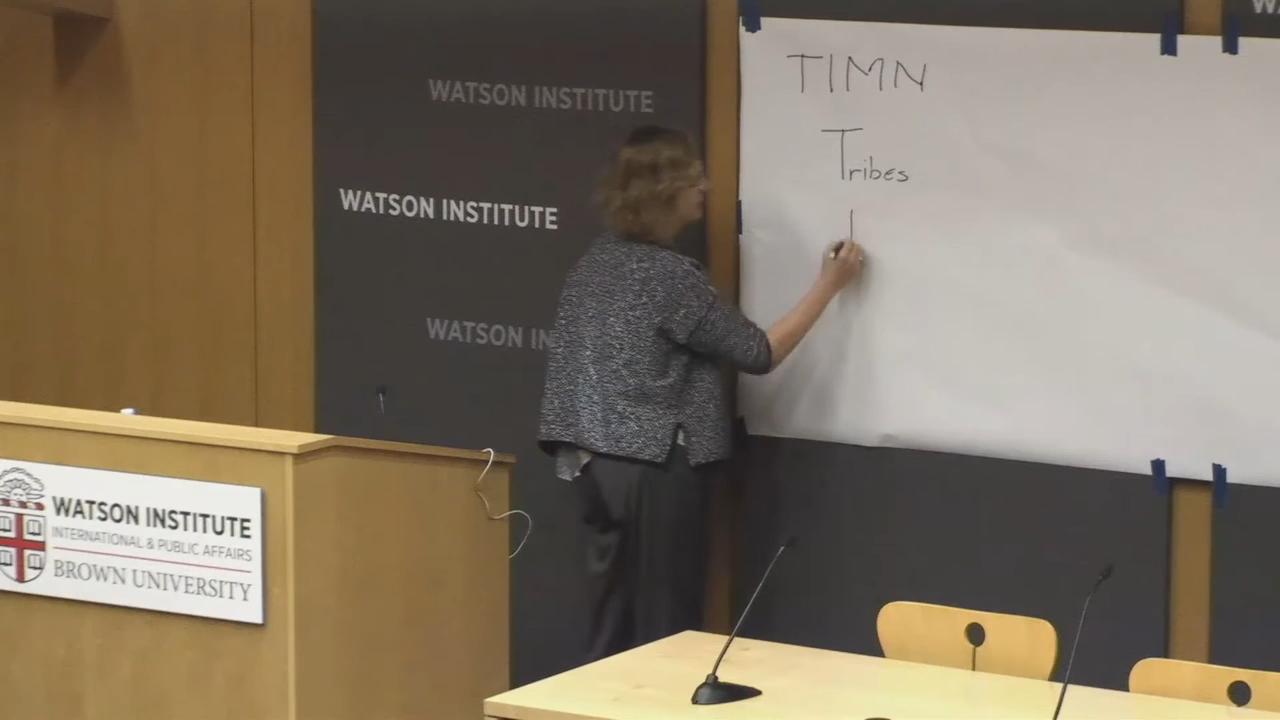 WATSON INSTITUTE
WATSON INSTITUTE
WATSON IN
TIMN
Tribes
I
WATSON INSTITUTE
INTERNATIONAL & PUBLIC AFFAIRS
BROWN UNIVERSITY